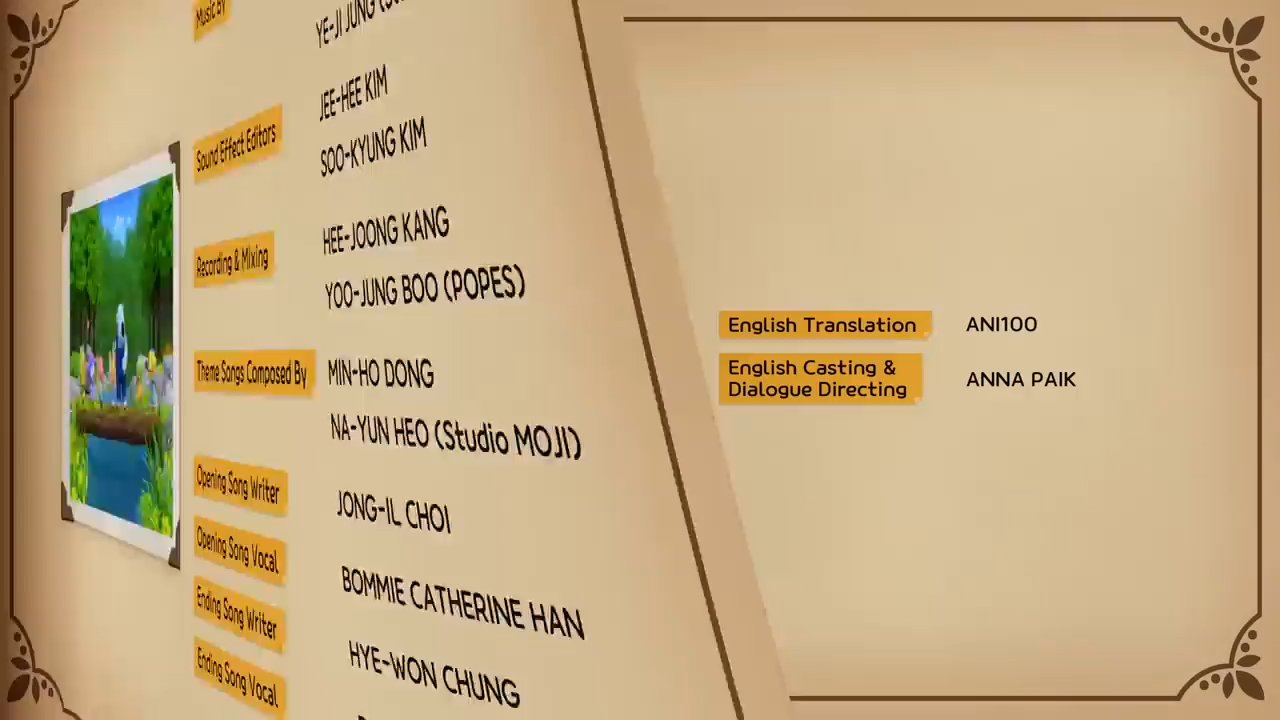 Music By
YE-JI JUNG
JEE-HEE KIM
Sound Effect Editors
SOO-KYUNG KIM
HEE-JOONG KANG
Recording & Mixing
YOO-JUNG BOO (POPES)
Theme Songs Composed By
MIN-HO DONG
NA-YUN HEO (Studio MOJI)
Opening Song Writer
JONG-IL CHOI
Opening Song Vocal
BOMMIE CATHERINE HAN
Ending Song Writer
HYE-WON CHUNG
Ending Song Vocal
English Translation
ANI100
English Casting &
Dialogue Directing
ANNA PAIK